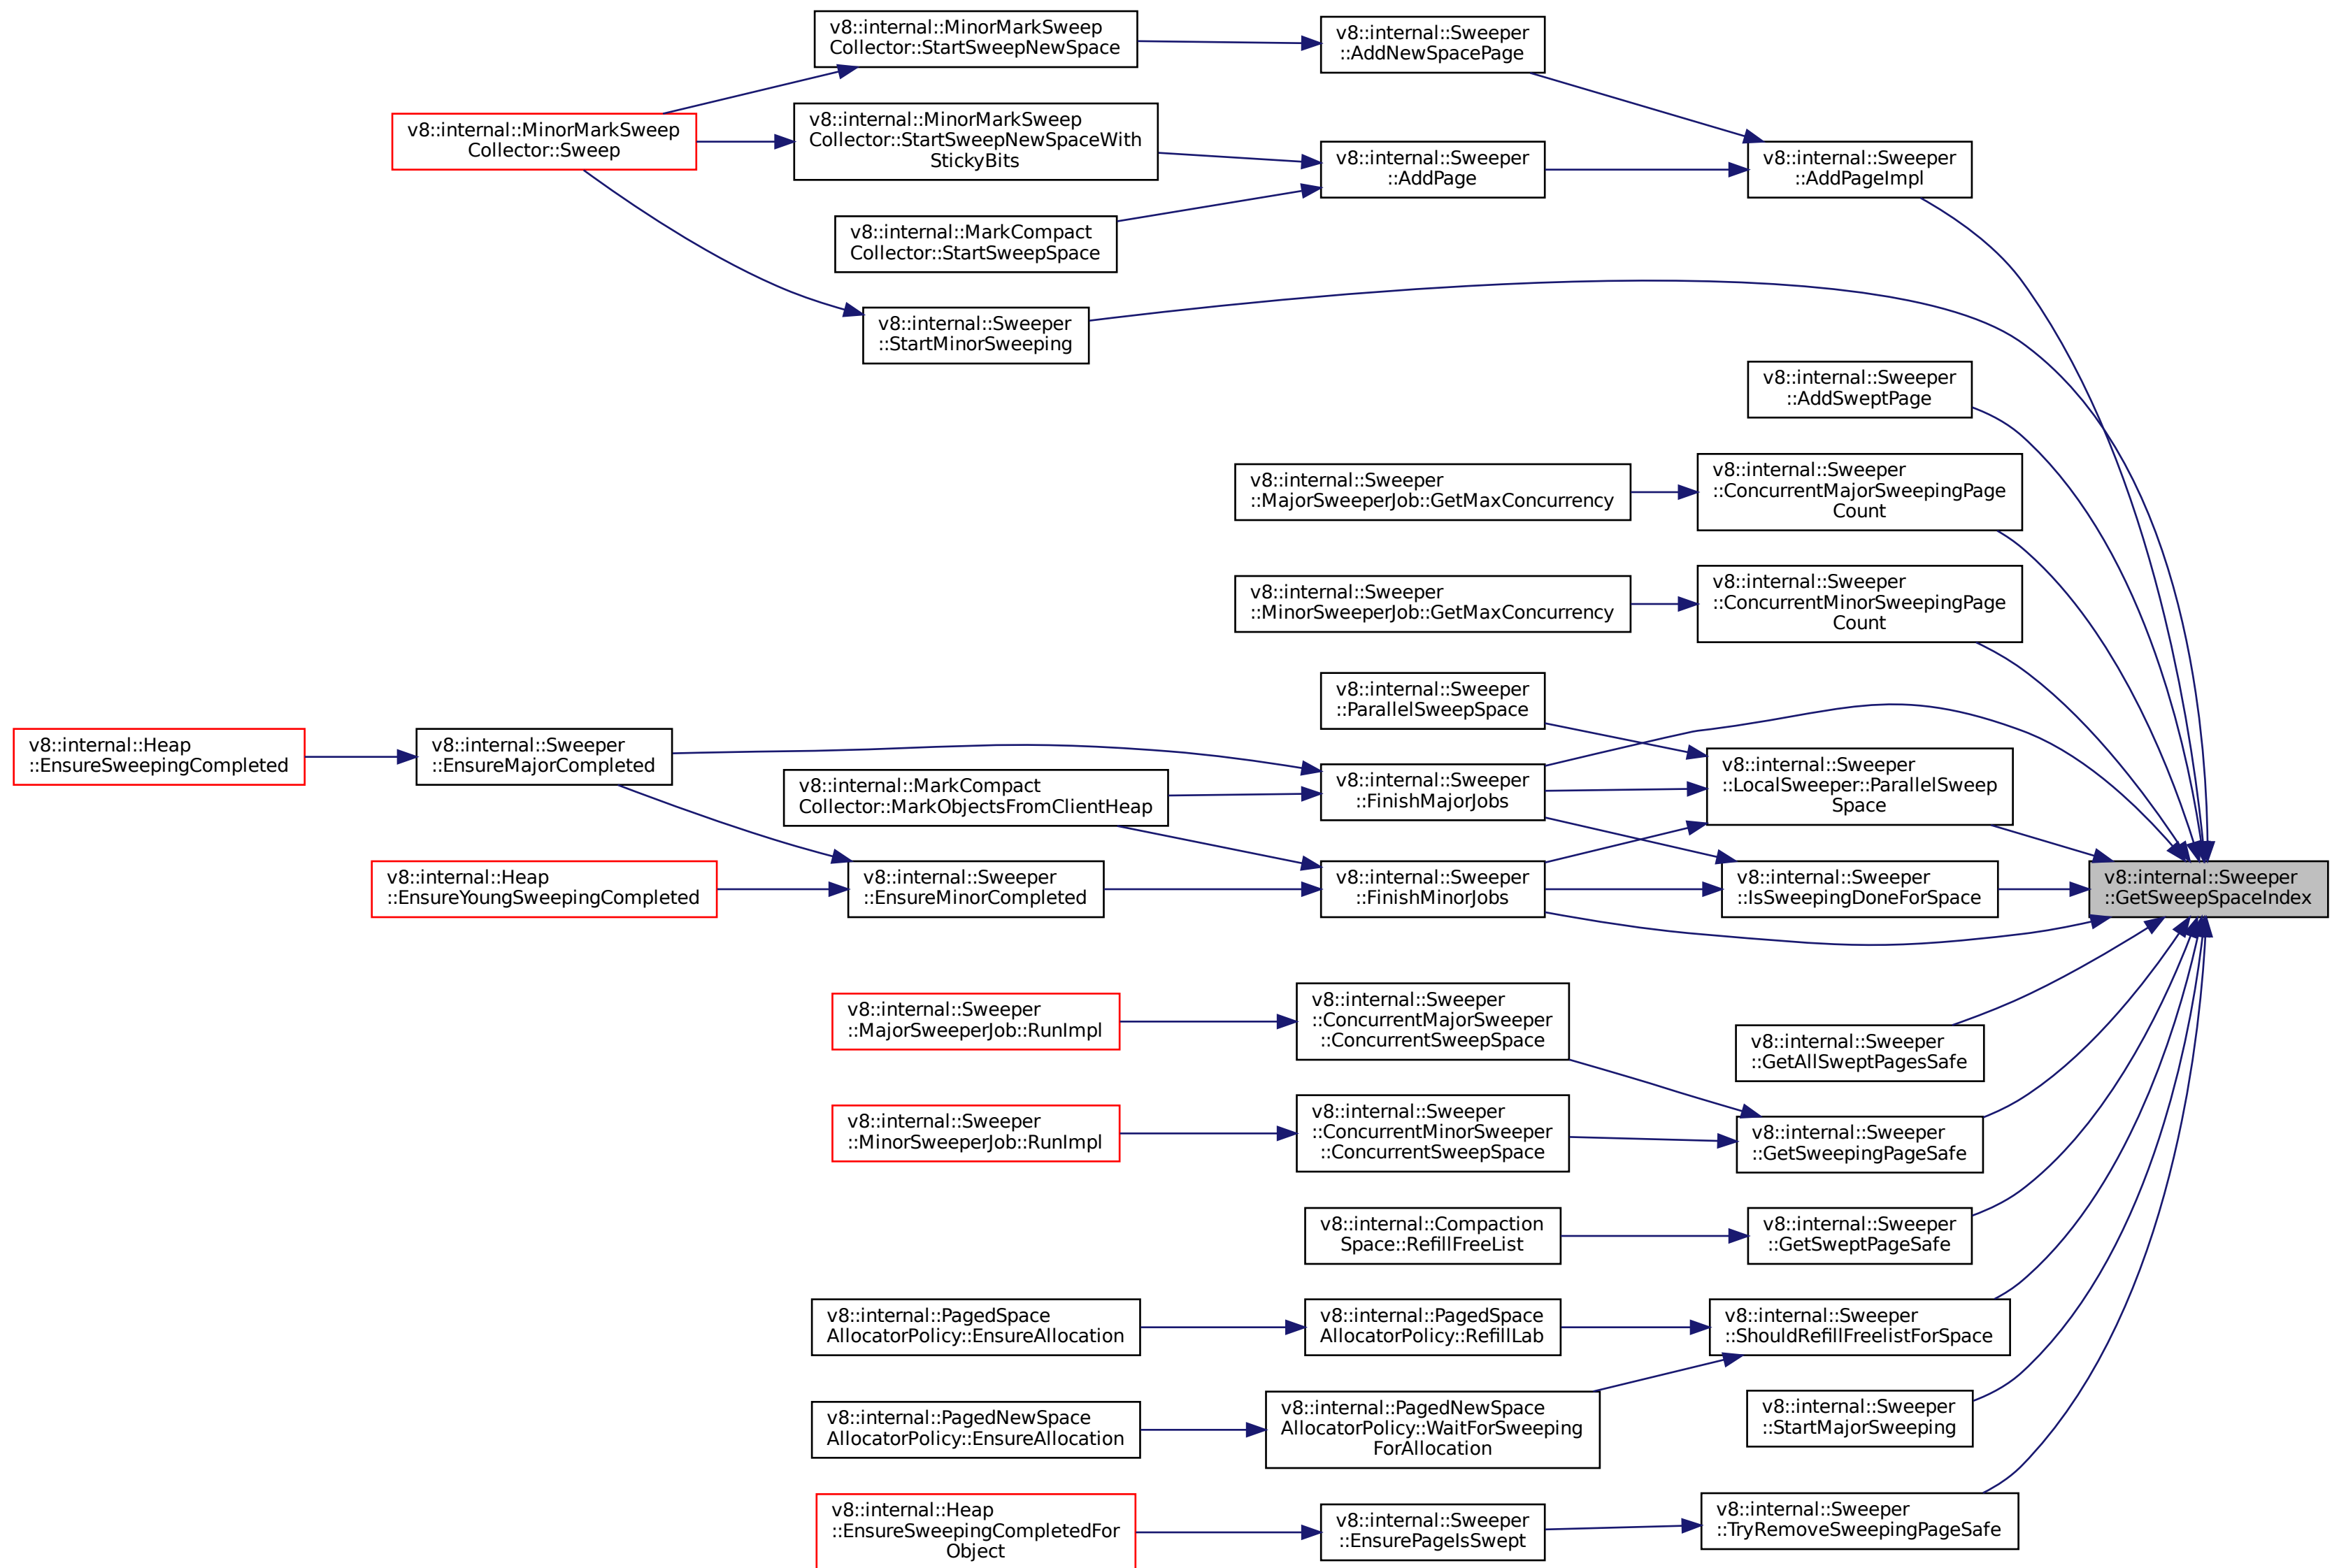 v8::internal::MinorMarkSweep
Collector::StartSweepNewSpace
v8::internal::Sweeper
::AddNewSpacePage
v8::internal::MinorMarkSweep
Collector::Sweep
v8::internal::MinorMarkSweep
Collector::StartSweepNewSpaceWith
StickyBits
v8::internal::Sweeper
::AddPage
v8::internal::Sweeper
::AddPageImpl
v8::internal::MarkCompact
Collector::StartSweepSpace
v8::internal::Sweeper
::StartMinorSweeping
v8::internal::Sweeper
::AddSweptPage
v8::internal::Sweeper
::MajorSweeperJob::GetMaxConcurrency
v8::internal::Sweeper
::ConcurrentMajorSweepingPage
Count
v8::internal::Sweeper
::MinorSweeperJob::GetMaxConcurrency
v8::internal::Sweeper
::ConcurrentMinorSweepingPage
Count
v8::internal::Sweeper
::ParallelSweepSpace
v8::internal::Heap
::EnsureSweepingCompleted
v8::internal::Sweeper
::EnsureMajorCompleted
v8::internal::MarkCompact
Collector::MarkObjectsFromClientHeap
v8::internal::Sweeper
::FinishMajorJobs
v8::internal::Sweeper
::LocalSweeper::ParallelSweep
Space
v8::internal::Heap
::EnsureYoungSweepingCompleted
v8::internal::Sweeper
::EnsureMinorCompleted
v8::internal::Sweeper
::FinishMinorJobs
v8::internal::Sweeper
::IsSweepingDoneForSpace
v8::internal::Sweeper
::GetSweepSpaceIndex
v8::internal::Sweeper
::MajorSweeperJob::RunImpl
v8::internal::Sweeper
::ConcurrentMajorSweeper
::ConcurrentSweepSpace
v8::internal::Sweeper
::GetAllSweptPagesSafe
v8::internal::Sweeper
::MinorSweeperJob::RunImpl
v8::internal::Sweeper
::ConcurrentMinorSweeper
::ConcurrentSweepSpace
v8::internal::Sweeper
::GetSweepingPageSafe
v8::internal::Compaction
Space::RefillFreeList
v8::internal::Sweeper
::GetSweptPageSafe
v8::internal::PagedSpace
AllocatorPolicy::EnsureAllocation
v8::internal::PagedSpace
AllocatorPolicy::RefillLab
v8::internal::Sweeper
::ShouldRefillFreelistForSpace
v8::internal::PagedNewSpace
AllocatorPolicy::EnsureAllocation
v8::internal::PagedNewSpace
AllocatorPolicy::WaitForSweeping
ForAllocation
v8::internal::Sweeper
::StartMajorSweeping
v8::internal::Heap
::EnsureSweepingCompletedFor
Object
v8::internal::Sweeper
::EnsurePageIsSwept
v8::internal::Sweeper
::TryRemoveSweepingPageSafe